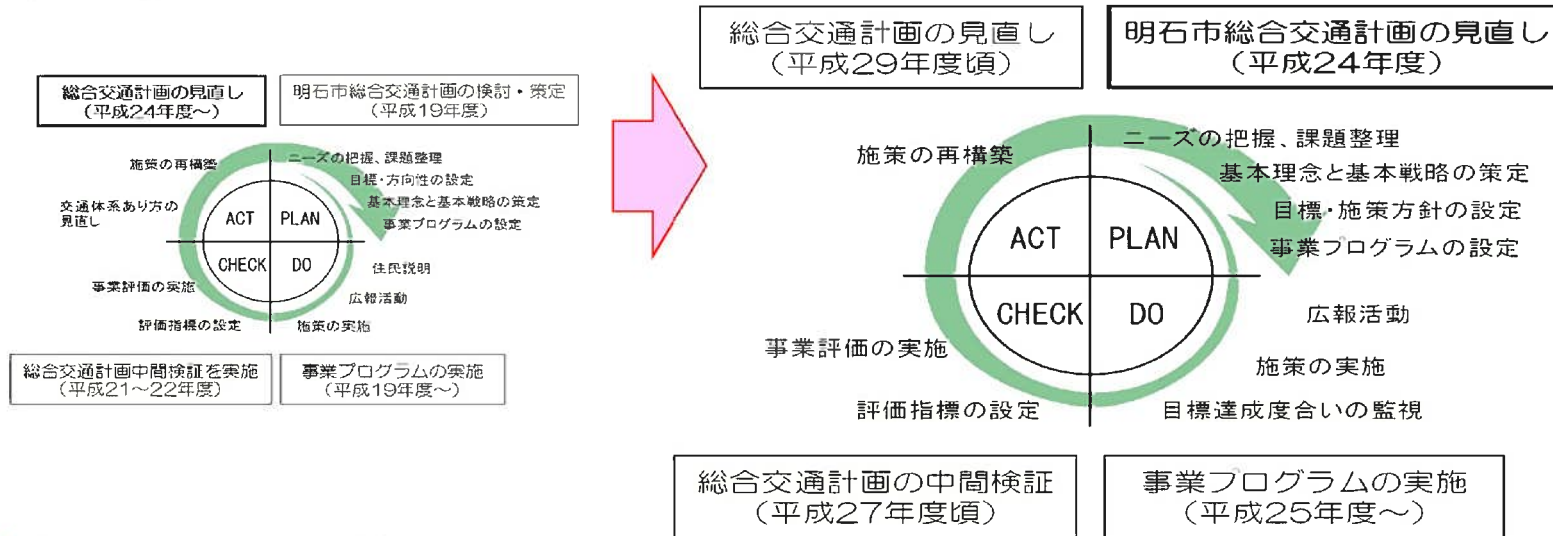 総合交通計画の見直し
(平成24年度~)
明石市総合交通計画の検討・策定
(平成19年度)
施策の再構築
交通体系あり方の
見直し
ニーズの把握、課題整理
目標・方向性の設定
基本理念と基本戦略の策定
事業プログラムの設定
ACT
PLAN
CHECK
DO
事業評価の実施
評価指標の設定
住民説明
広報活動
施策の実施
総合交通計画中間検証を実施
(平成21~22年度)
事業プログラムの実施
(平成19年度~)
総合交通計画の見直し
(平成29年度頃)
明石市総合交通計画の見直し
(平成24年度)
施策の再構築
ニーズの把握、課題整理
基本理念と基本戦略の策定
目標・施策方針の設定
事業プログラムの設定
ACT
PLAN
CHECK
DO
事業評価の実施
評価指標の設定
広報活動
施策の実施
目標達成度合いの監視
総合交通計画の中間検証
(平成27年度頃)
事業プログラムの実施
(平成25年度~)